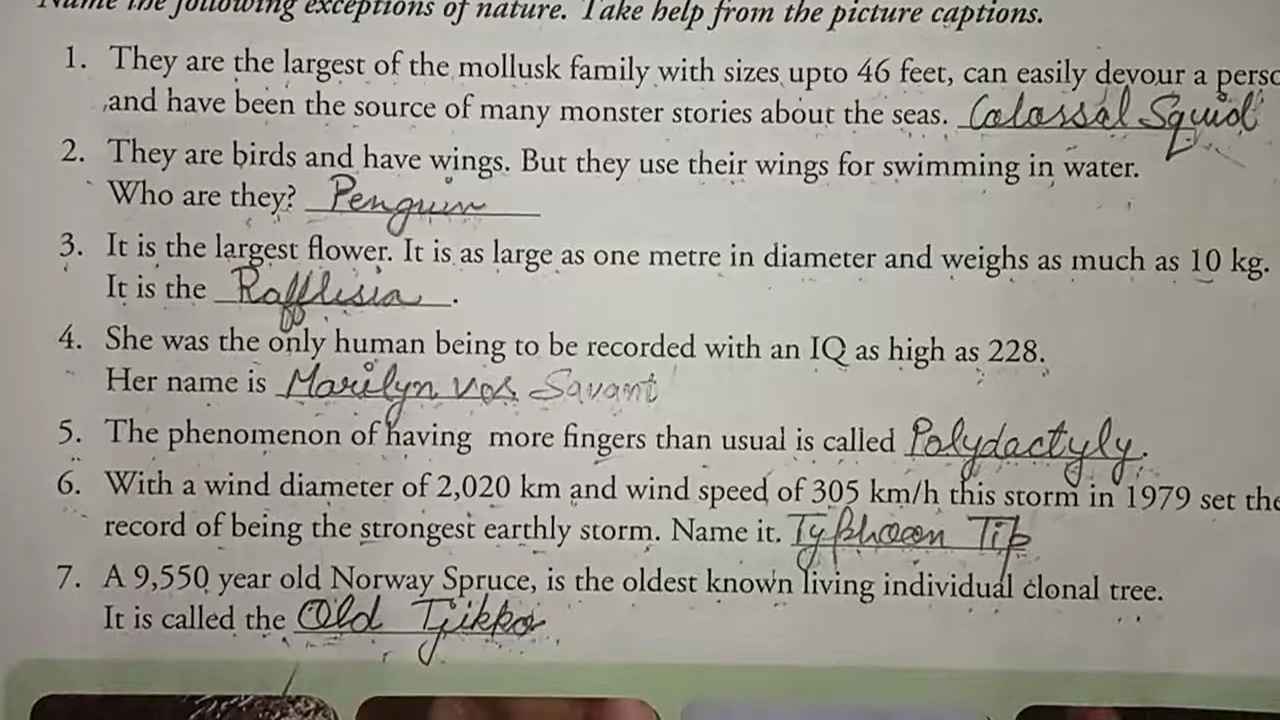 Name the following exceptions of nature. Take help from the picture captions.
1. They are the largest of the mollusk family with sizes upto 46 feet, can easily devour a perso
and have been the source of many monster stories about the seas. Colossal Squid
2. They are birds and have wings. But they use their wings for swimming in water.
Who are they? Penguin
3. It is the largest flower. It is as large as one metre in diameter and weighs as much as 10 kg.
It is the Rafflisia.
4. She was the only human being to be recorded with an IQ as high as 228.
Her name is Marilyn vos Savant
5. The phenomenon of having more fingers than usual is called Polydactyly.
6. With a wind diameter of 2,020 km and wind speed of 305 km/h this storm in 1979 set the
record of being the strongest earthly storm. Name it. Typhoon Tip
7. A 9,550 year old Norway Spruce, is the oldest known living individual clonal tree.
It is called the Old Tjikko